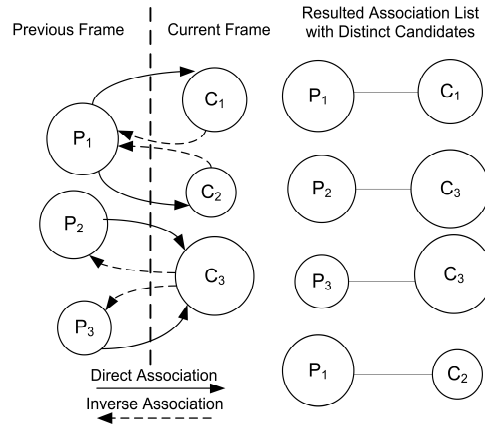 Previous Frame
Current Frame
Resulted Association List
with Distinct Candidates
P1
C1
C2
P2
C3
P3
Direct Association
Inverse Association
P1
C1
P2
C3
P3
C3
P1
C2